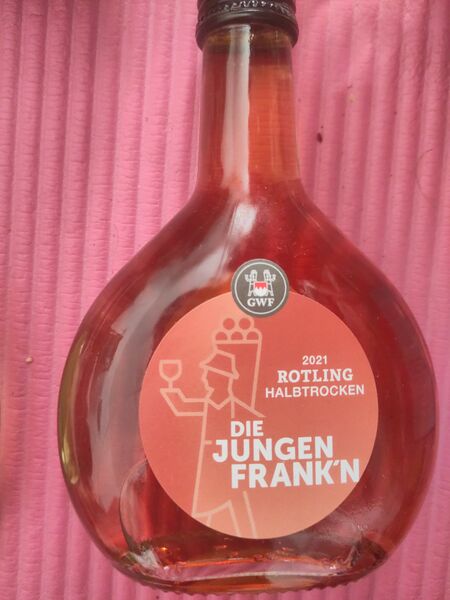 GWF
2021
ROTLING
HALBTROCKEN
DIE
JUNGEN
FRANK'N